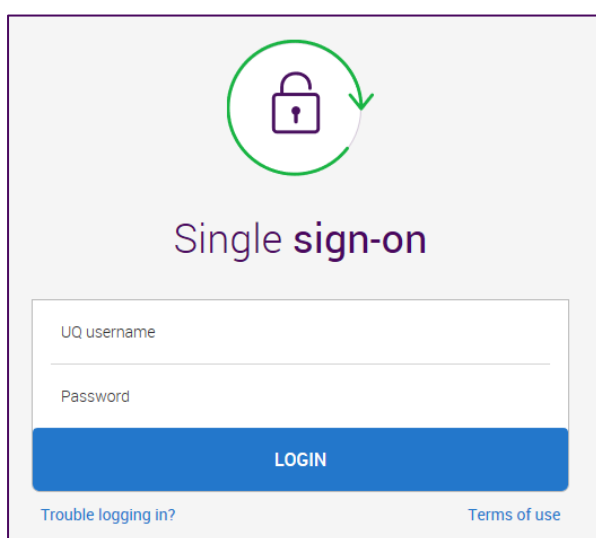 Single sign-on
UQ username
Password
LOGIN
Trouble logging in? Terms of use